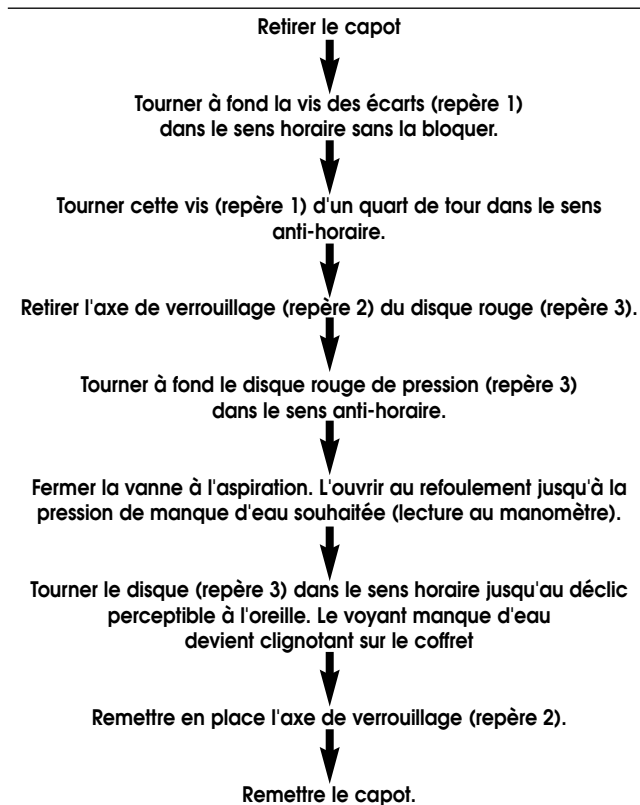 Retirer le capot
Tourner à fond la vis des écarts (repère 1)
dans le sens horaire sans la bloquer.
Tourner cette vis (repère 1) d'un quart de tour dans le sens
anti-horaire.
Retirer l'axe de verrouillage (repère 2) du disque rouge (repère 3).
Tourner à fond le disque rouge de pression (repère 3)
dans le sens anti-horaire.
Fermer la vanne à l'aspiration. L'ouvrir au refoulement jusqu'à la
pression de manque d'eau souhaitée (lecture au manomètre).
Tourner le disque (repère 3) dans le sens horaire jusqu'au déclic
perceptible à l'oreille. Le voyant manque d'eau
devient clignotant sur le coffret
Remettre en place l'axe de verrouillage (repère 2).
Remettre le capot.